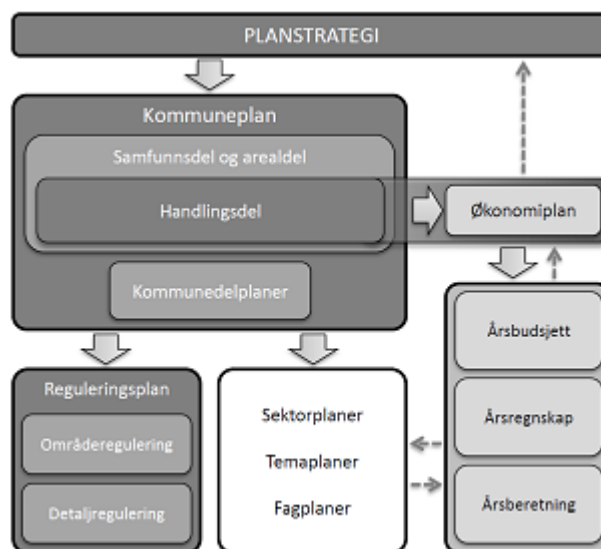 PLANSTRATEGI
Kommuneplan
Samfunnsdel og arealdel
Handlingsdel
Økonomiplan
Kommunedelplaner
Årsbudsjett
Årsregnskap
Årsberetning
Reguleringsplan
Områderegulering
Detaljregulering
Sektorplaner
Temaplaner
Fagplaner